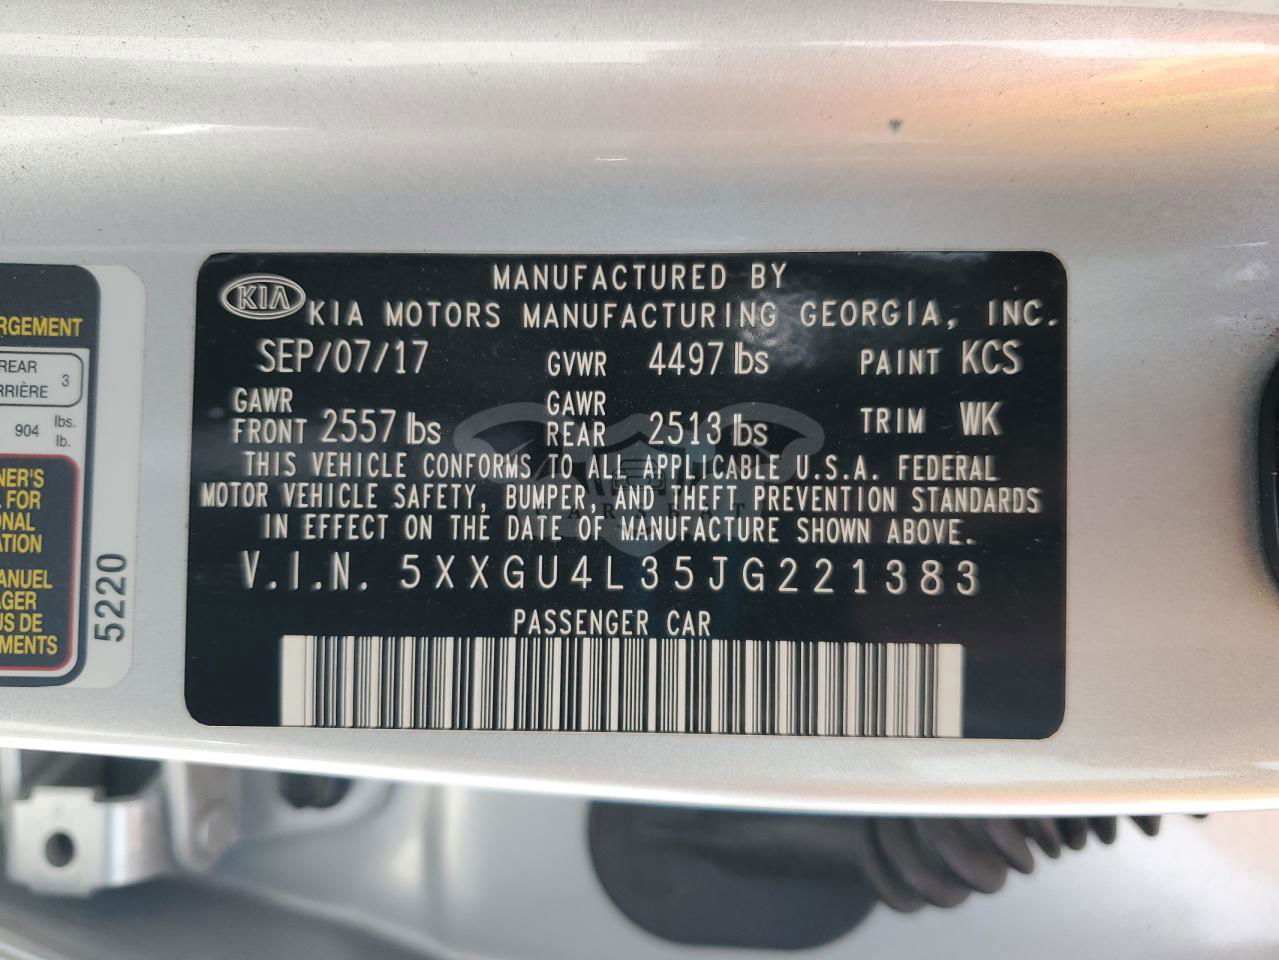 MANUFACTURED BY
KIA KIA MOTORS MANUFACTURING GEORGIA, INC.
SEP/07/17 GVWR 4497 lbs PAINT KCS
GAWR FRONT 2557 lbs GAWR REAR 2513 lbs TRIM WK
THIS VEHICLE CONFORMS TO ALL APPLICABLE U.S.A. FEDERAL
MOTOR VEHICLE SAFETY, BUMPER, AND THEFT PREVENTION STANDARDS
IN EFFECT ON THE DATE OF MANUFACTURE SHOWN ABOVE.
V.I.N. 5XXGU4L35JG221383
PASSENGER CAR
RGEMENT
REAR
RRIÈRE 3
904 lbs.
lb.
NER'S
L FOR
ONAL
ATION
ANUEL
AGER
US DE
MENTS
5220